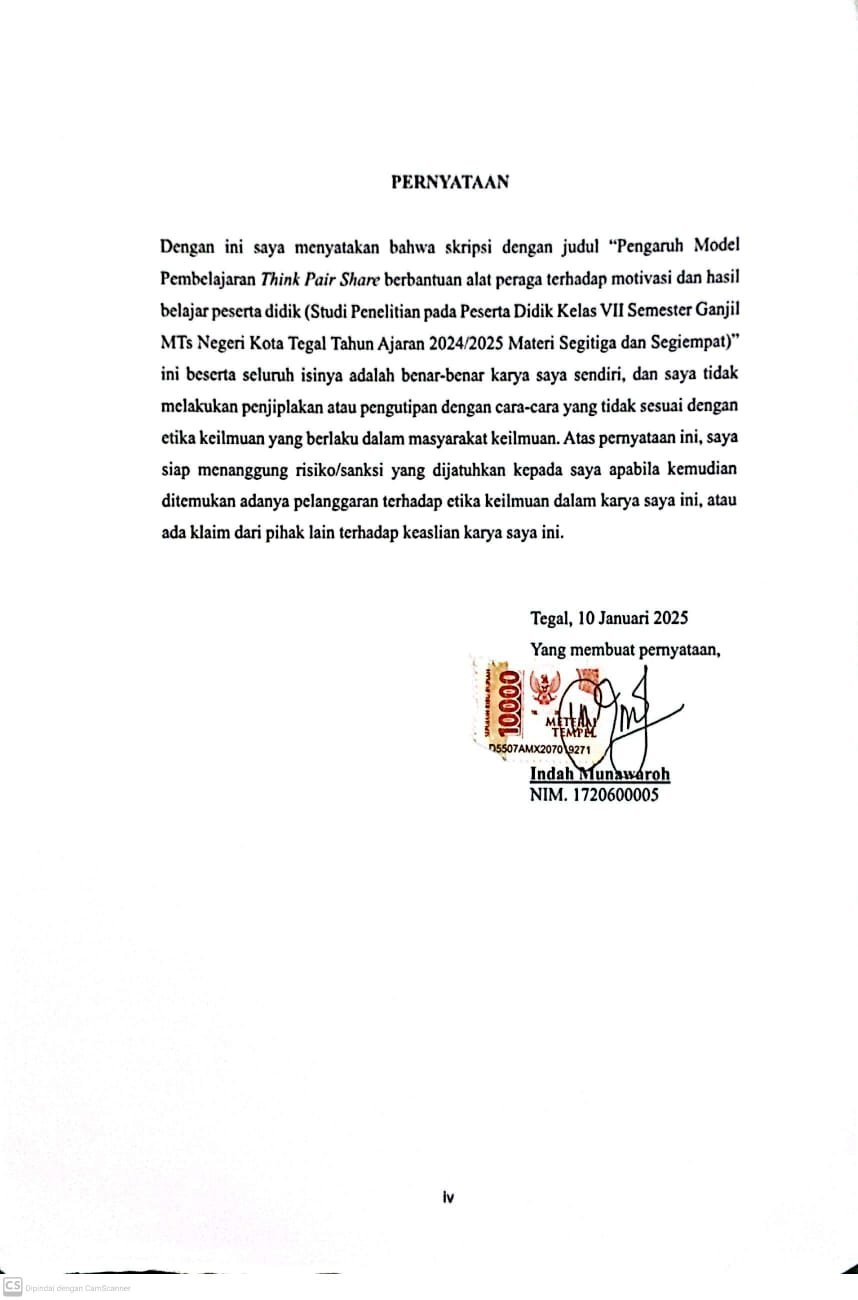 PERNYATAAN
Dengan ini saya menyatakan bahwa skripsi dengan judul “Pengaruh Model
Pembelajaran Think Pair Share berbantuan alat peraga terhadap motivasi dan hasil
belajar peserta didik (Studi Penelitian pada Peserta Didik Kelas VII Semester Ganjil
MTs Negeri Kota Tegal Tahun Ajaran 2024/2025 Materi Segitiga dan Segiempat)”
ini beserta seluruh isinya adalah benar-benar karya saya sendiri, dan saya tidak
melakukan penjiplakan atau pengutipan dengan cara-cara yang tidak sesuai dengan
etika keilmuan yang berlaku dalam masyarakat keilmuan. Atas pernyataan ini, saya
siap menanggung risiko/sanksi yang dijatuhkan kepada saya apabila kemudian
ditemukan adanya pelanggaran terhadap etika keilmuan dalam karya saya ini, atau
ada klaim dari pihak lain terhadap keaslian karya saya ini.
Tegal, 10 Januari 2025
Yang membuat pernyataan,
10000
METERAI
TEMPEL
Indah Munawaroh
NIM. 1720600005
iv
CS Dipindai dengan CamScanner